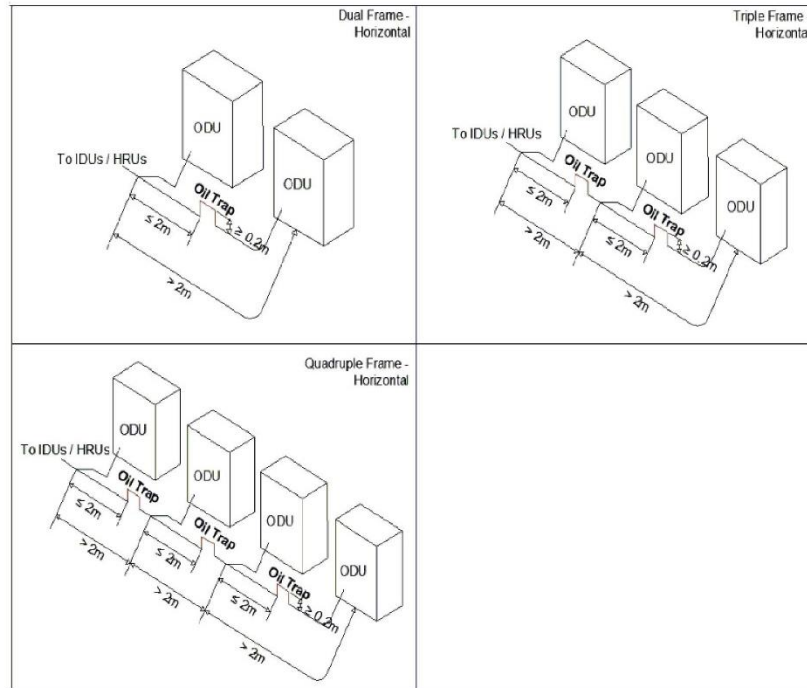 Dual Frame -
Horizontal
ODU
ODU
To IDUs / HRUs
Oil Trap
≤ 2m
≥ 0.2m
> 2m
Triple Frame
Horizonta
ODU
ODU
ODU
To IDUs / HRUs
Oil Trap
Oil Trap
≤ 2m
≤ 2m
≥ 0.2m
> 2m
> 2m
Quadruple Frame -
Horizontal
ODU
ODU
ODU
ODU
To IDUs / HRUs
Oil Trap
Oil Trap
Oil Trap
≤ 2m
≤ 2m
≤ 2m
≥ 0.2m
> 2m
> 2m
> 2m